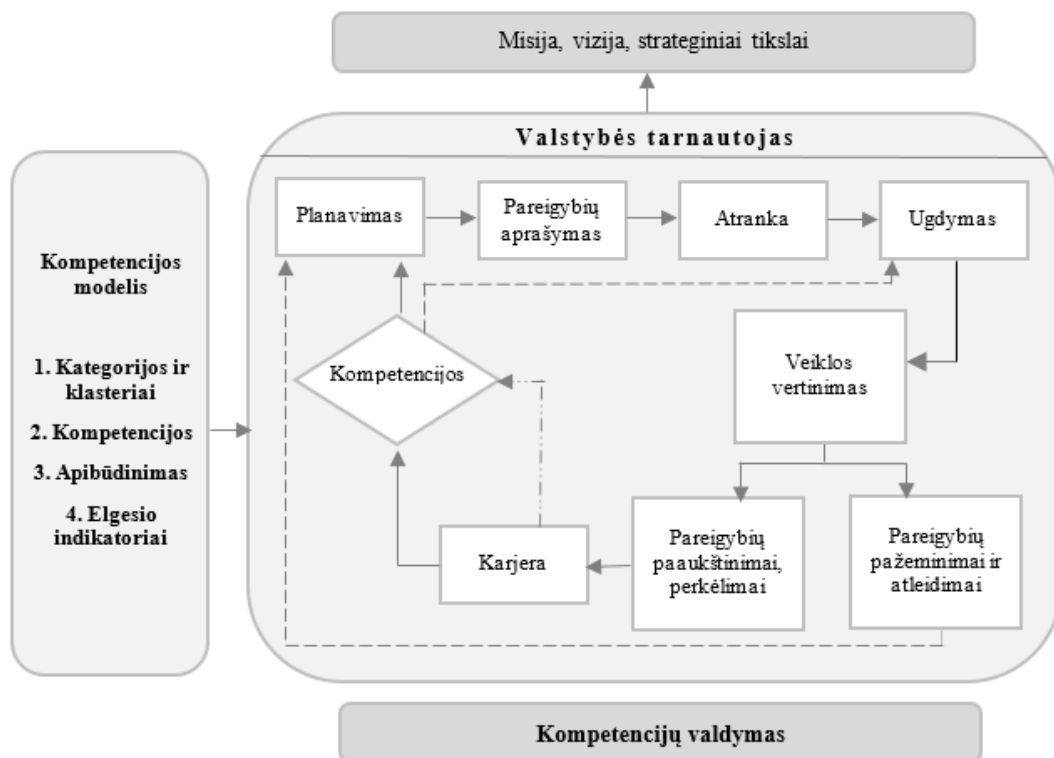 Misija, vizija, strateginiai tikslai
Valstybės tarnautojas
Kompetencijos
modelis
1. Kategorijos ir
klasteriai
2. Kompetencijos
3. Apibūdinimas
4. Elgesio
indikatoriai
Planavimas
Pareigybių
aprašymas
Atranka
Ugdymas
Kompetencijos
Veiklos
vertinimas
Karjera
Pareigybių
paaukštinimai,
perkėlimai
Pareigybių
pažeminimai ir
atleidimai
Kompetencijų valdymas